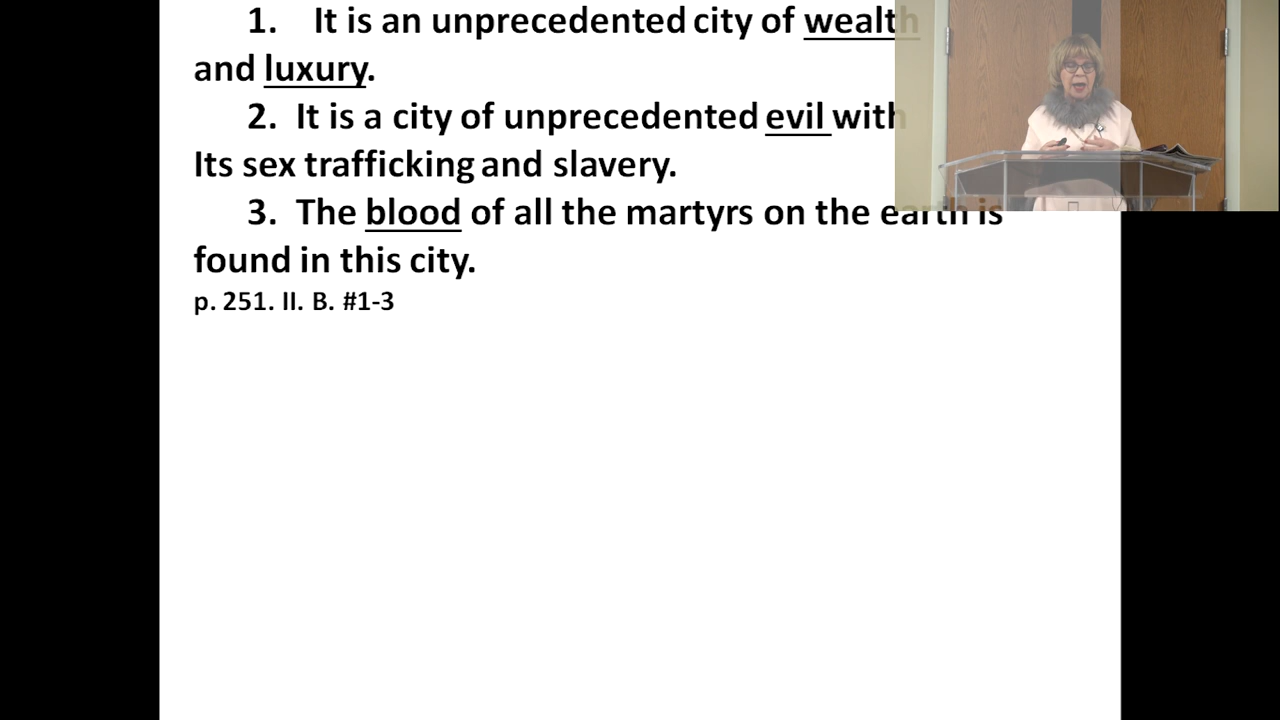 1. It is an unprecedented city of wealth
and luxury.
2. It is a city of unprecedented evil with
Its sex trafficking and slavery.
3. The blood of all the martyrs on the earth is
found in this city.
p. 251. II. B. #1-3